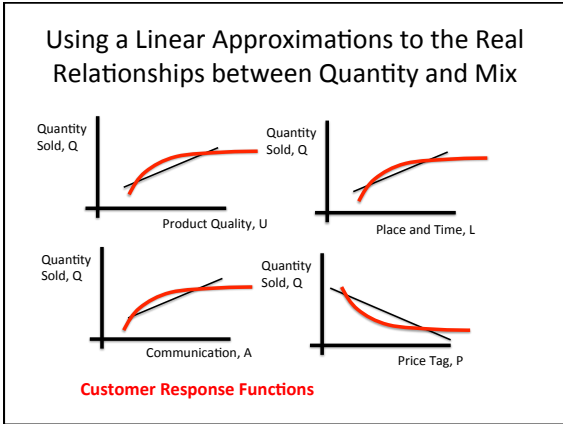 Using a Linear Approximations to the Real
Relationships between Quantity and Mix
Quantity
Sold, Q
Product Quality, U
Quantity
Sold, Q
Place and Time, L
Quantity
Sold, Q
Communication, A
Quantity
Sold, Q
Price Tag, P
Customer Response Functions